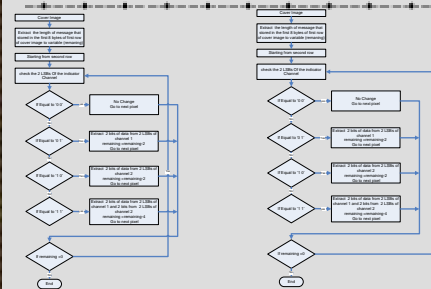 Cover Image
Extract the length of message that
stored in the first 8 bytes of first row
of cover image to variable (remaining)
Starting from second row
check the 2 LSBs Of the indicator
Channel
If Equal to '0 0'
No Change
Go to next pixel
If Equal to '0 1'
Extract 2 bits of data from 2 LSBs of
channel 1
remaining=remaining-2
Go to next pixel
If Equal to '1 0'
Extract 2 bits of data from 2 LSBs of
channel 2
remaining=remaining-2
Go to next pixel
If Equal to '1 1'
Extract 2 bits of data from 2 LSBs of
channel 1 and 2 bits from 2 LSBs of
channel 2
remaining=remaining-4
Go to next pixel
If remaining <0
End
Cover Image
Extract the length of message that
stored in the first 8 bytes of first row
of cover image to variable (remaining)
Starting from second row
check the 2 LSBs Of the indicator
Channel
If Equal to '0 0'
No Change
Go to next pixel
If Equal to '0 1'
Extract 2 bits of data from 2 LSBs of
channel 1
remaining=remaining-2
Go to next pixel
If Equal to '1 0'
Extract 2 bits of data from 2 LSBs of
channel 2
remaining=remaining-2
Go to next pixel
If Equal to '1 1'
Extract 2 bits of data from 2 LSBs of
channel 1 and 2 bits from 2 LSBs of
channel 2
remaining=remaining-4
Go to next pixel
If remaining <0
End